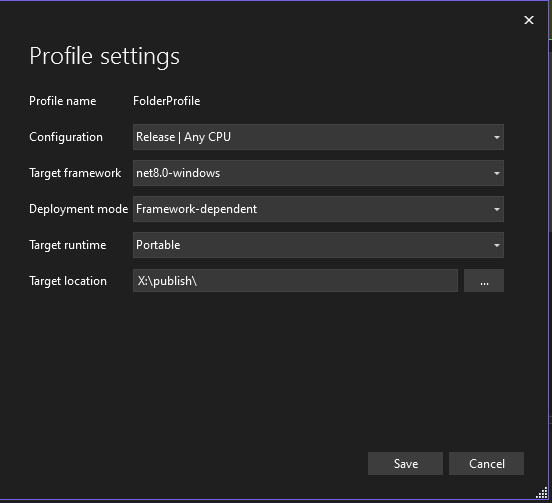 Profile settings
Profile name FolderProfile
Configuration Release | Any CPU
Target framework net8.0-windows
Deployment mode Framework-dependent
Target runtime Portable
Target location X:\publish\ ...
Save Cancel